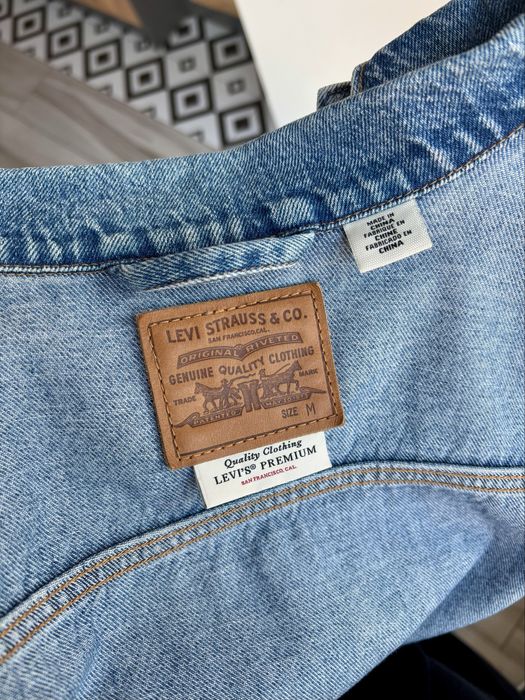 MADE IN
CHINA
FABRIQUÉ EN
CHINE
FABRICADO EN
CHINA
LEVI STRAUSS & CO.
SAN FRANCISCO, CAL.
ORIGINAL RIVETED
GENUINE QUALITY CLOTHING
TRADE MARK
PATENTED
SIZE M
Quality Clothing
LEVI'S® PREMIUM
SAN FRANCISCO, CAL.